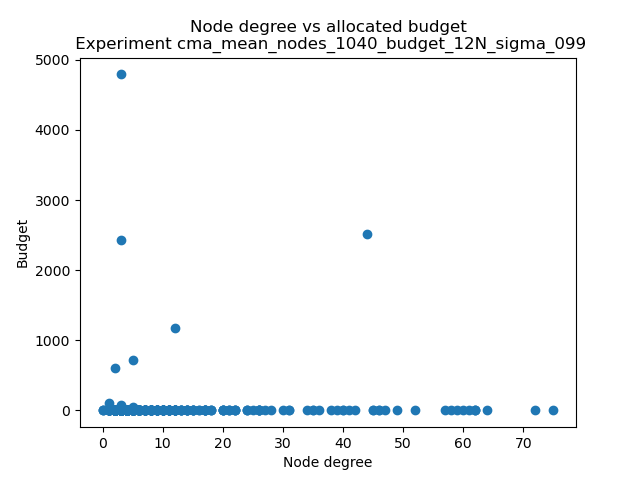 Node degree vs allocated budget
Experiment cma_mean_nodes_1040_budget_12N_sigma_099
5000
4000
3000
2000
1000
0
Budget
0 10 20 30 40 50 60 70
Node degree